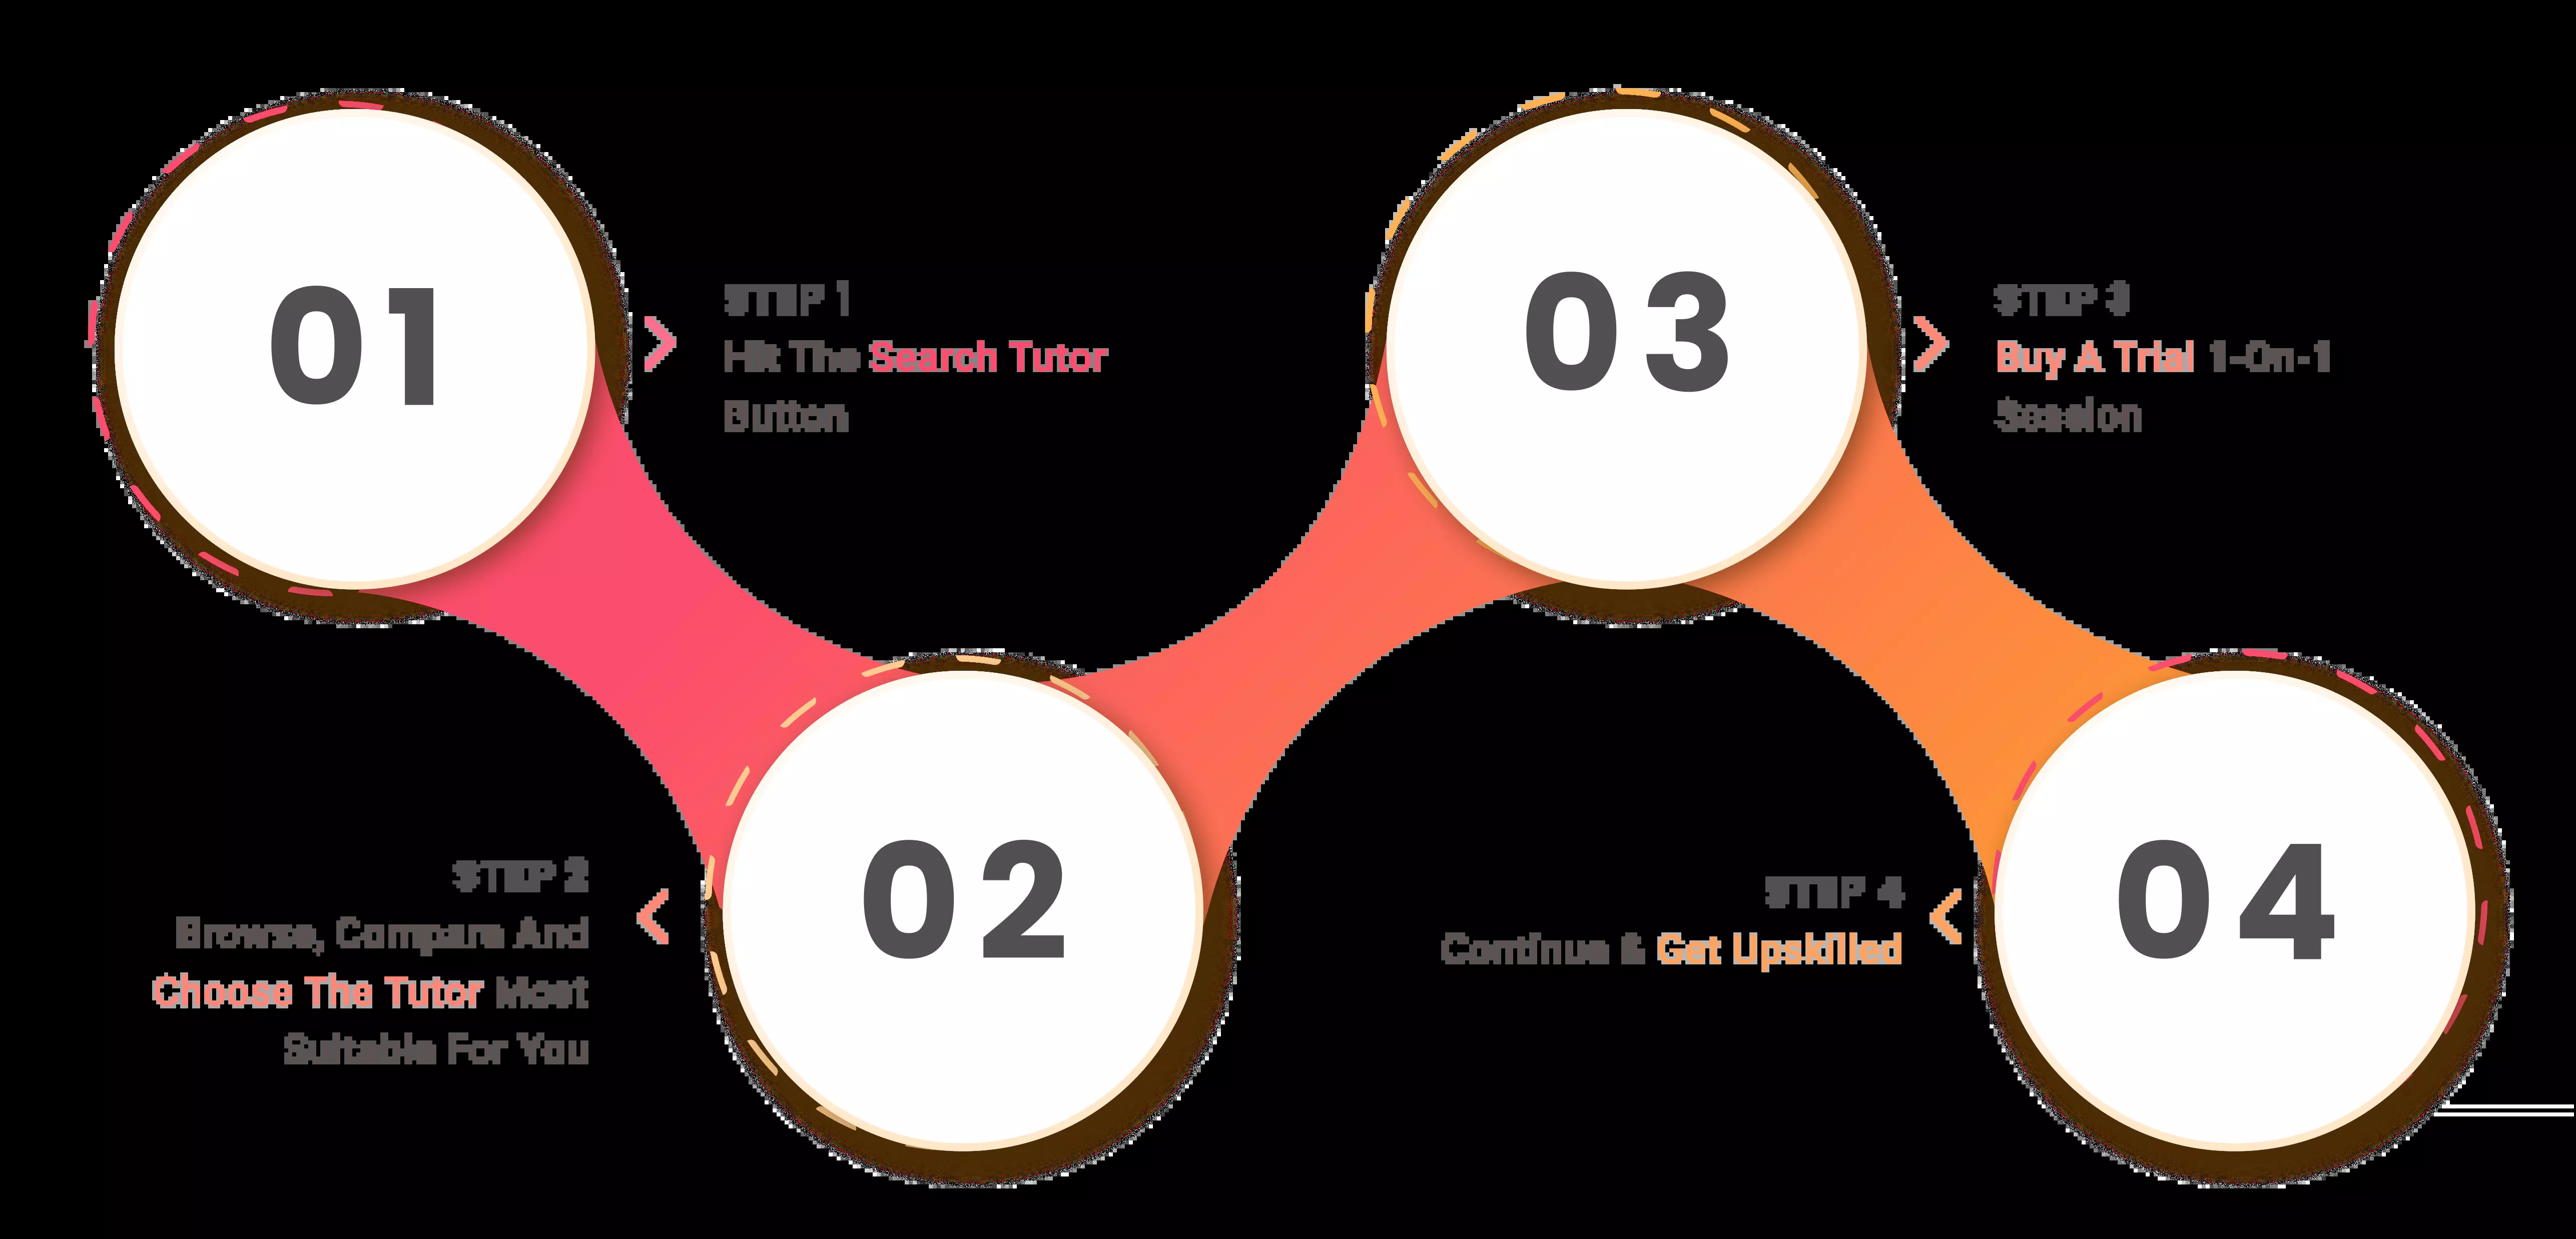 01
STEP 1
Hit The Search Tutor
Button
02
STEP 2
Browse, Compare And
Choose The Tutor Most
Suitable For You
03
STEP 3
Buy A Trial 1-On-1
Session
04
STEP 4
Continue & Get Upskilled